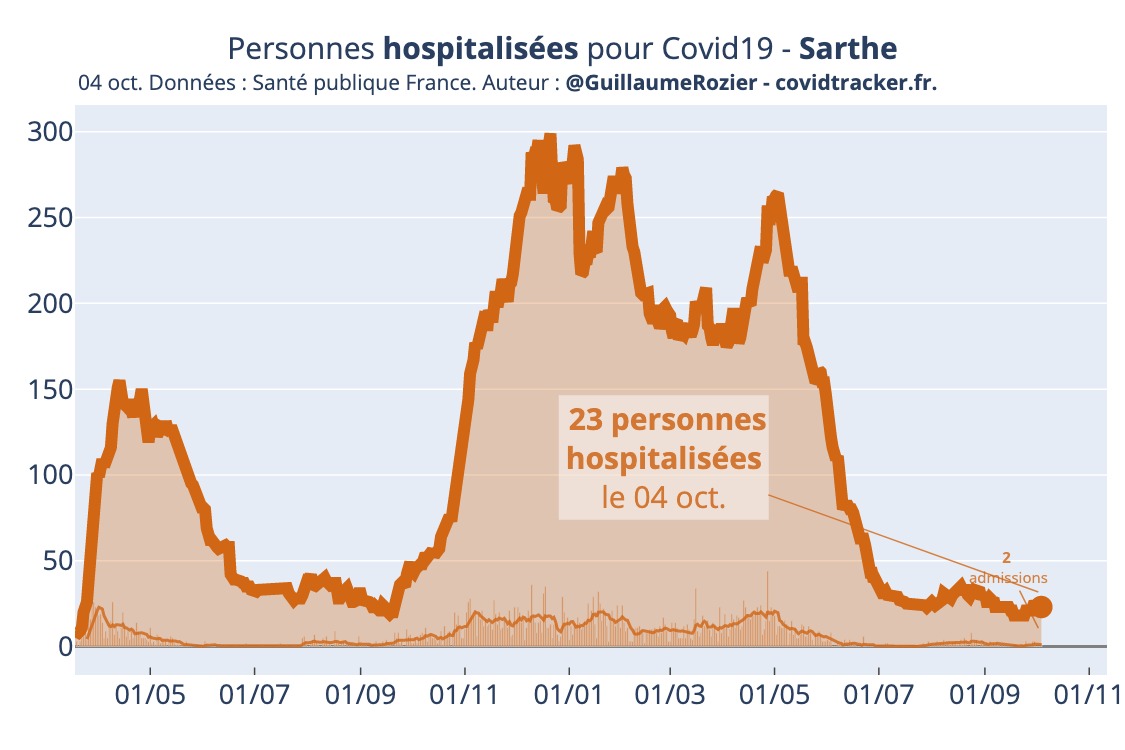 Personnes hospitalisées pour Covid19 - Sarthe
04 oct. Données : Santé publique France. Auteur : @GuillaumeRozier - covidtracker.fr.
300
250
200
150
100
50
0
23 personnes
hospitalisées
le 04 oct.
2
admissions
01/05 01/07 01/09 01/11 01/01 01/03 01/05 01/07 01/09 01/11